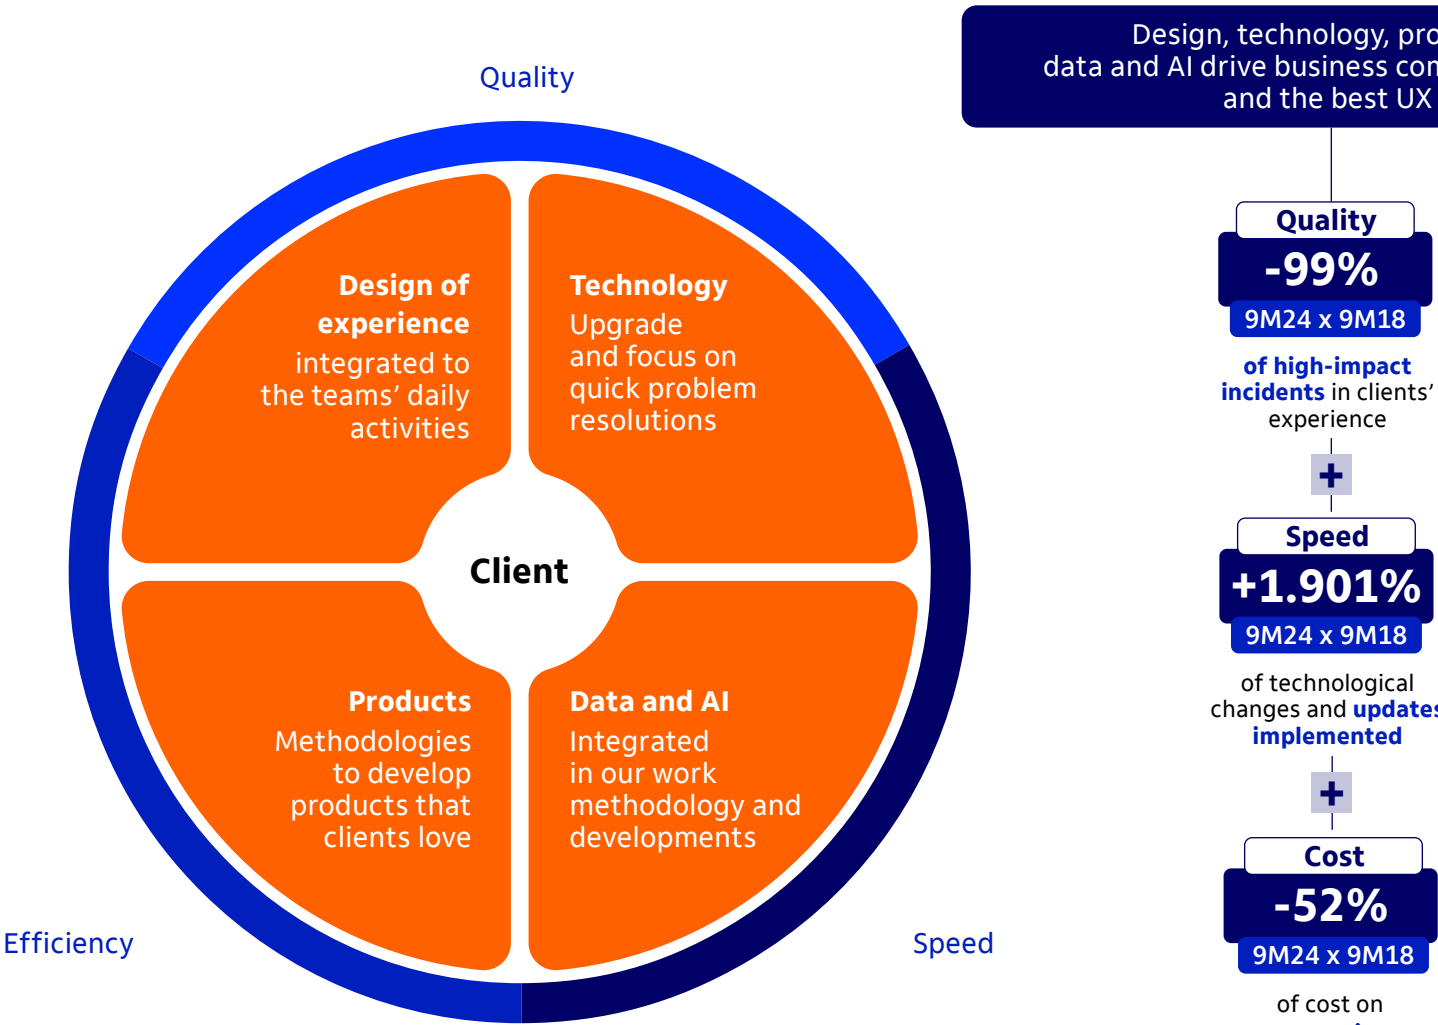 Quality
Design of
experience
integrated to
the teams’ daily
activities
Technology
Upgrade
and focus on
quick problem
resolutions
Client
Products
Methodologies
to develop
products that
clients love
Data and AI
Integrated
in our work
methodology and
developments
Efficiency
Speed
Design, technology,
data and AI drive business
and the best UX
Quality
-99%
9M24 x 9M18
of high-impact
incidents in clients’
experience
+
Speed
+1.901%
9M24 x 9M18
of technological
changes and updates
implemented
+
Cost
-52%
9M24 x 9M18
of cost on